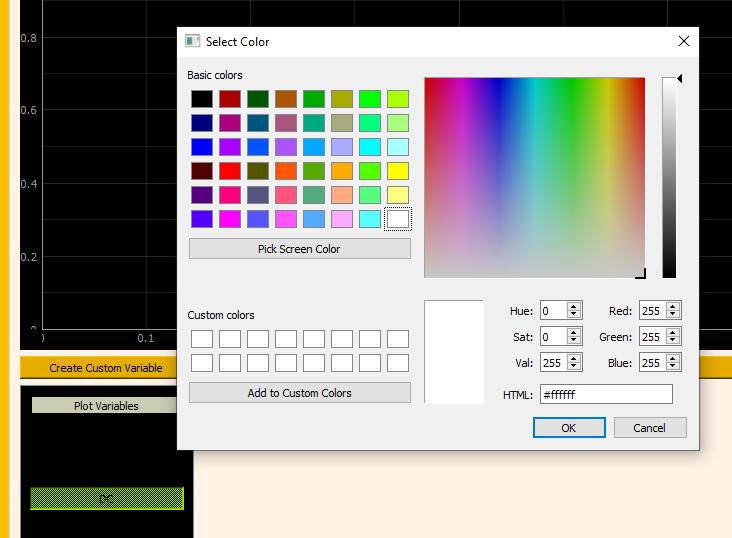 Select Color
Basic colors
Pick Screen Color
Custom colors
Add to Custom Colors
Hue: 0 Red: 255
Sat: 0 Green: 255
Val: 255 Blue: 255
HTML: #ffffff
OK Cancel
0.8
0.6
0.4
0.2
0
0 0.1
Create Custom Variable
Plot Variables
DC